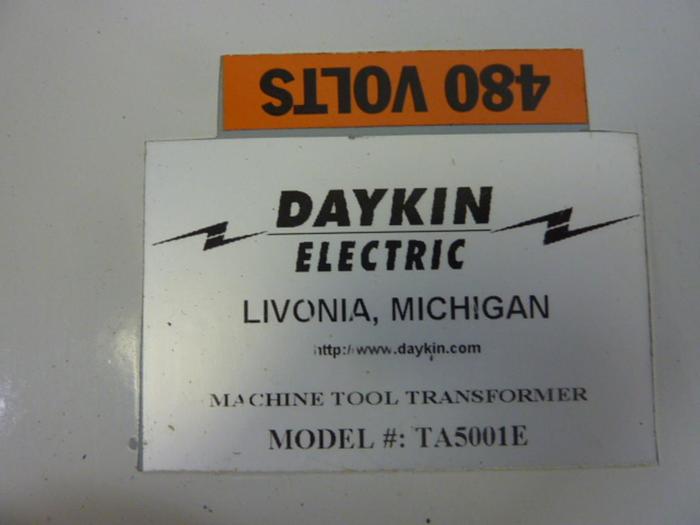 480 VOLTS
DAYKIN
ELECTRIC
LIVONIA, MICHIGAN
http://www.daykin.com
MACHINE TOOL TRANSFORMER
MODEL #: TA5001E